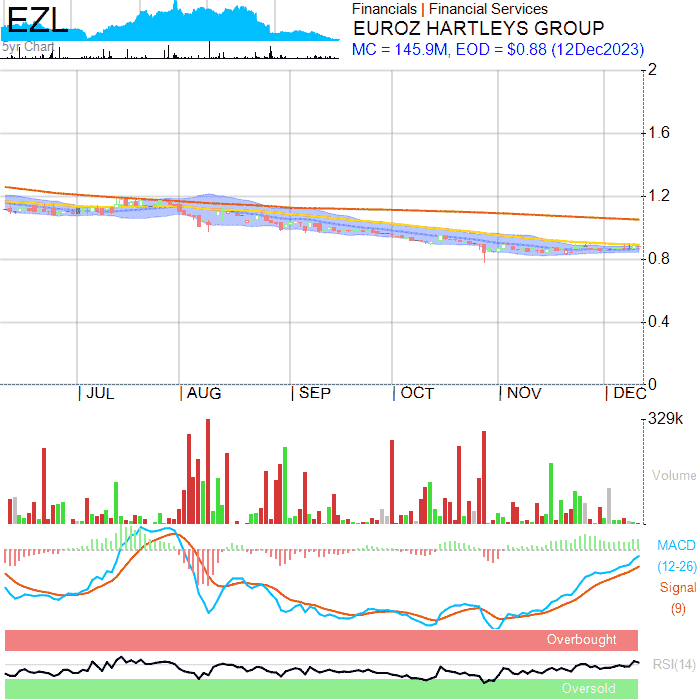 EZL
5yr Chart
Financials | Financial Services
EUROZ HARTLEYS GROUP
MC = 145.9M, EOD = $0.88 (12Dec2023)
2
1.6
1.2
0.8
0.4
0
JUL
AUG
SEP
OCT
NOV
DEC
329k
Volume
MACD
(12-26)
Signal
(9)
Overbought
RSI(14)
Oversold